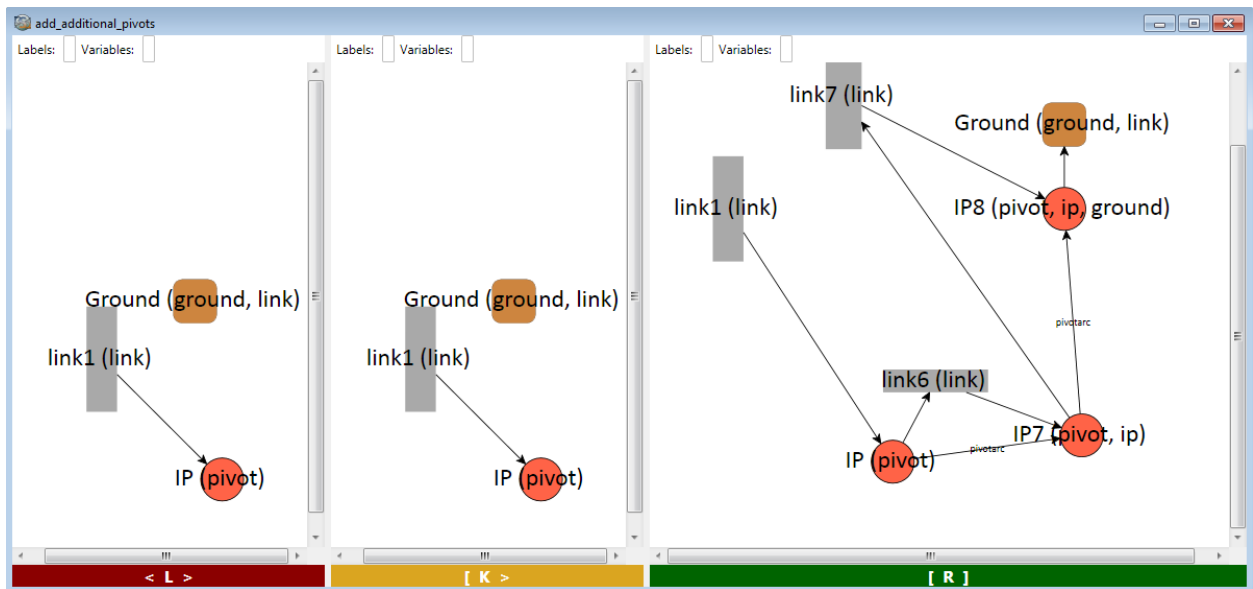 add_additional_pivots
Labels: Variables:
Ground (ground, link)
link1 (link)
IP (pivot)
< L >
Labels: Variables:
Ground (ground, link)
link1 (link)
IP (pivot)
[ K >
Labels: Variables:
link7 (link)
Ground (ground, link)
link1 (link)
IP8 (pivot, ip, ground)
pivotarc
link6 (link)
IP7 (pivot, ip)
pivotarc
IP (pivot)
[ R ]